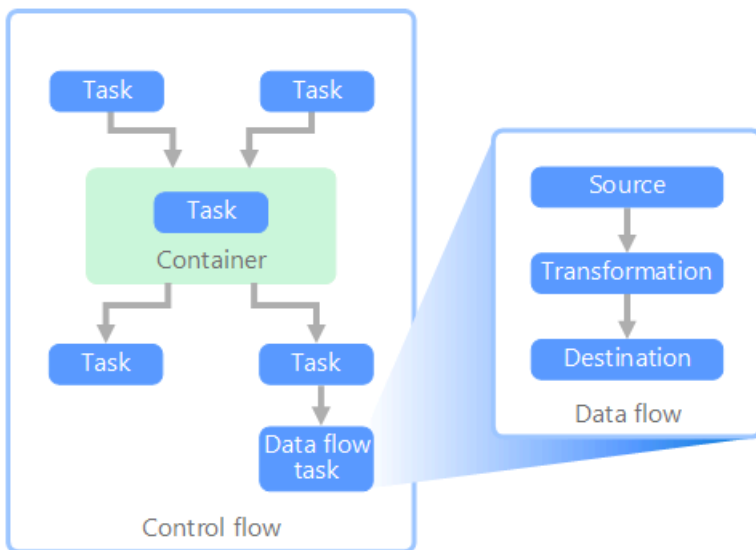 Task
Task
Task
Container
Task
Task
Data flow
task
Control flow
Source
Transformation
Destination
Data flow